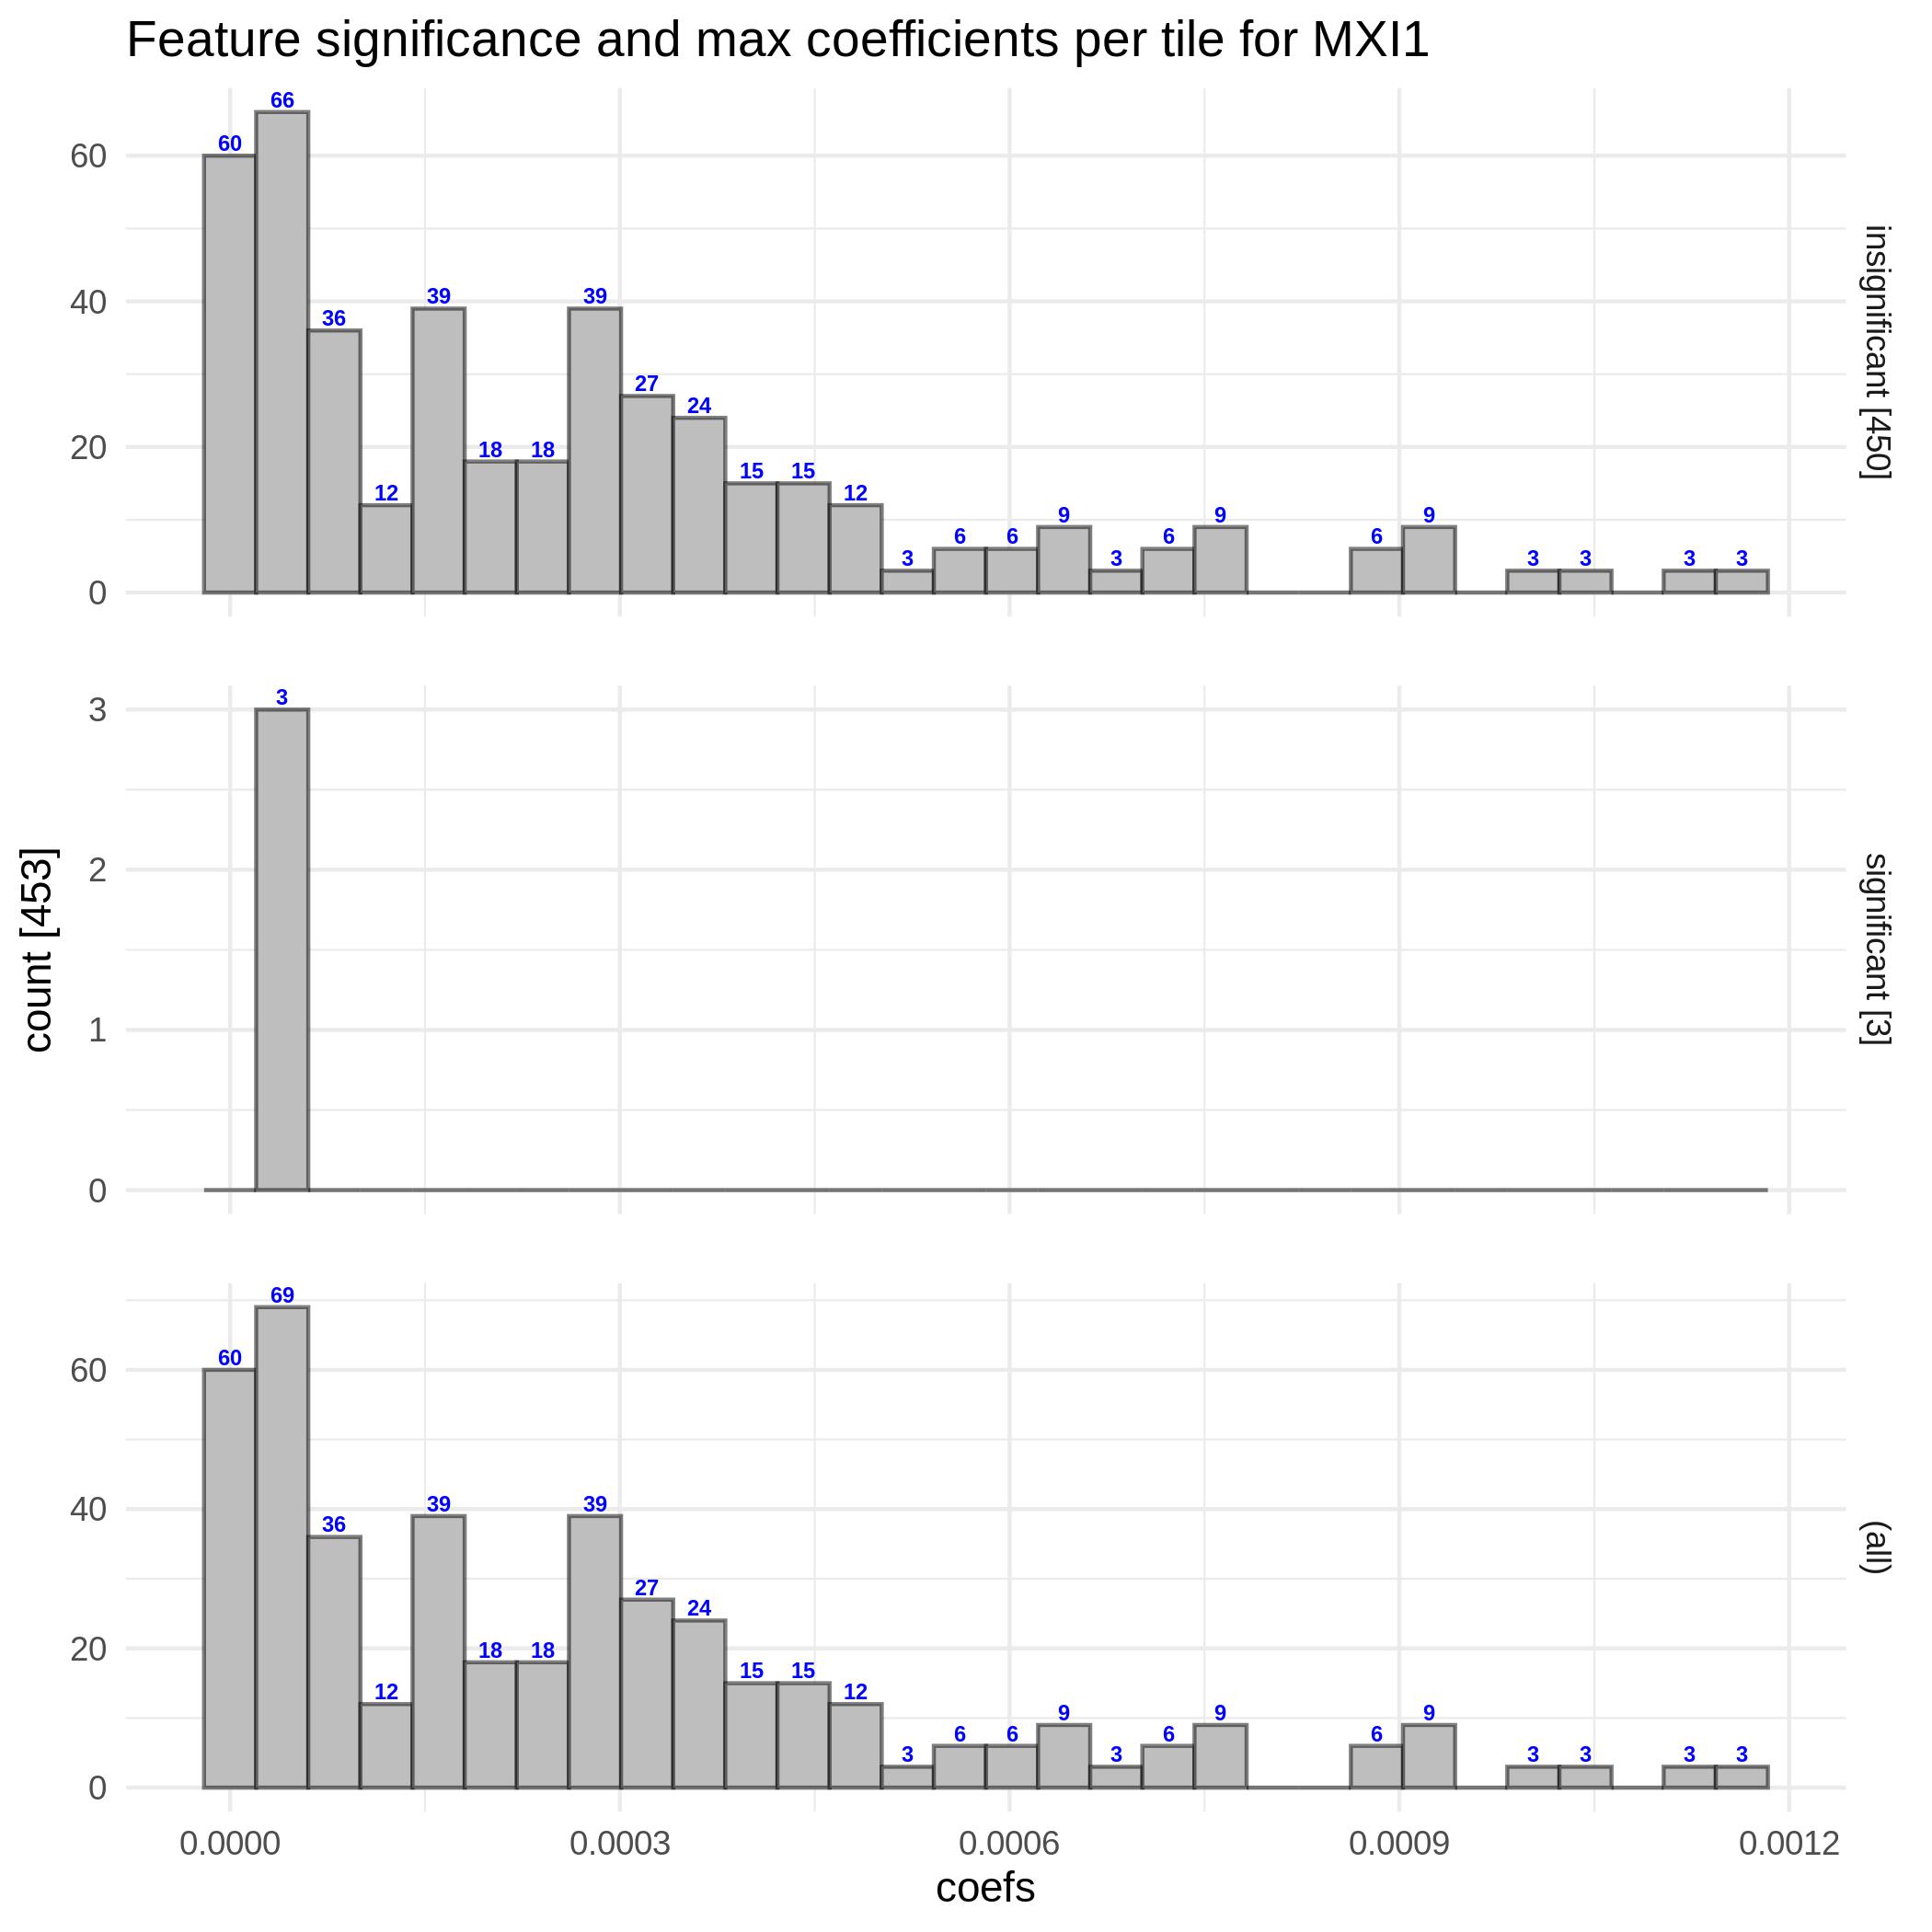 Feature significance and max coefficients per tile for MXI1
60 66 36 12 39 18 18 39 27 24 15 15 12 3 6 6 9 3 6 9 6 9 3 3 3 3
60
40
20
0
insignificant [450]
3
3
2
1
0
significant [3]
count [453]
60 69 36 12 39 18 18 39 27 24 15 15 12 3 6 6 9 3 6 9 6 9 3 3 3 3
60
40
20
0
(all)
0.0000 0.0003 0.0006 0.0009 0.0012
coefs